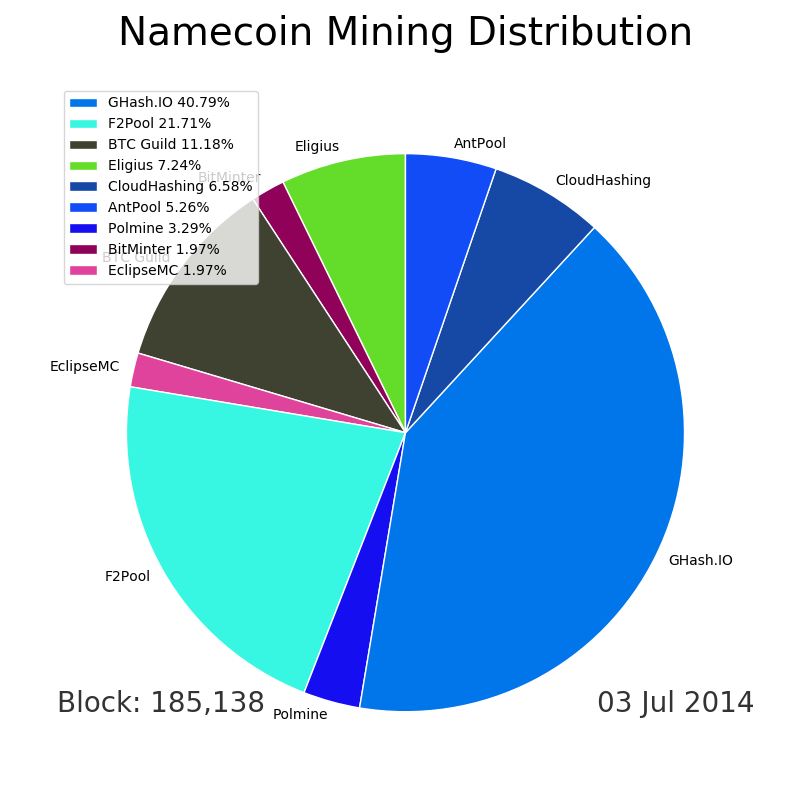 Namecoin Mining Distribution
GHash.IO 40.79%
F2Pool 21.71%
BTC Guild 11.18%
Eligius 7.24%
CloudHashing 6.58%
AntPool 5.26%
Polmine 3.29%
BitMinter 1.97%
EclipseMC 1.97%
Eligius
AntPool
BitMinter
CloudHashing
BTC Guild
EclipseMC
GHash.IO
F2Pool
Polmine
Block: 185,138
03 Jul 2014